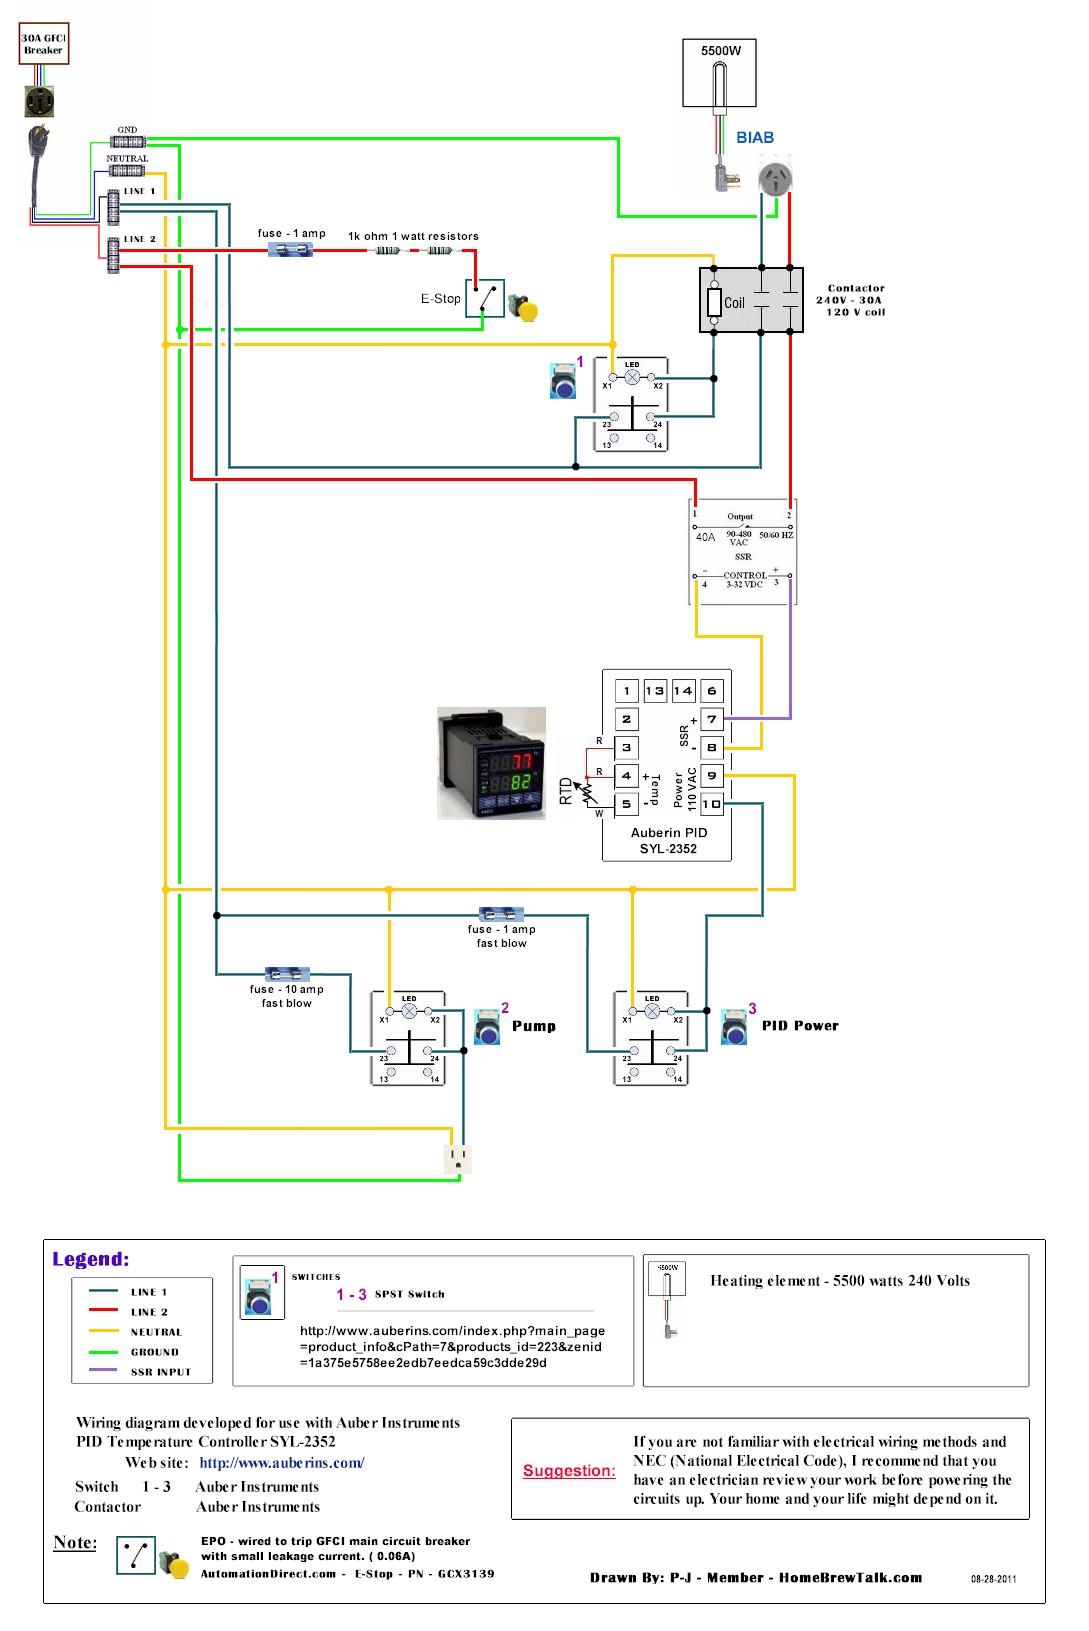 30A GFCI
Breaker
5500W
BIAB
GND
NEUTRAL
LINE 1
LINE 2
fuse - 1 amp
1k ohm 1 watt resistors
E-Stop
Coil
Contactor
240V - 30A
120 V coil
1
LED
X1
X2
23
24
13
14
1
Output
2
40A
90-480
VAC
50/60 HZ
SSR
-
+
4
CONTROL
3
3-32 VDC
1
13
14
6
2
SSR
+
7
R
3
-
8
RTD
R
4
+
Temp
Power
110 VAC
9
W
5
-
10
Auberin PID
SYL-2352
77
82
fuse - 1 amp
fast blow
fuse - 10 amp
fast blow
LED
X1
X2
23
24
13
14
2
Pump
LED
X1
X2
23
24
13
14
3
PID Power
Legend:
LINE 1
LINE 2
NEUTRAL
GROUND
SSR INPUT
1
SWITCHES
1 - 3 SPST Switch
http://www.auberins.com/index.php?main_page
=product_info&cPath=7&products_id=223&zenid
=1a375e5758ee2edb7eedca59c3dde29d
5500W
Heating element - 5500 watts 240 Volts
Wiring diagram developed for use with Auber Instruments
PID Temperature Controller SYL-2352
Web site: http://www.auberins.com/
Switch 1 - 3 Auber Instruments
Contactor Auber Instruments
Suggestion:
If you are not familiar with electrical wiring methods and
NEC (National Electrical Code), I recommend that you
have an electrician review your work before powering the
circuits up. Your home and your life might depend on it.
Note:
EPO - wired to trip GFCI main circuit breaker
with small leakage current. ( 0.06A)
AutomationDirect.com - E-Stop - PN - GCX3139
Drawn By: P-J - Member - HomeBrewTalk.com
08-28-2011